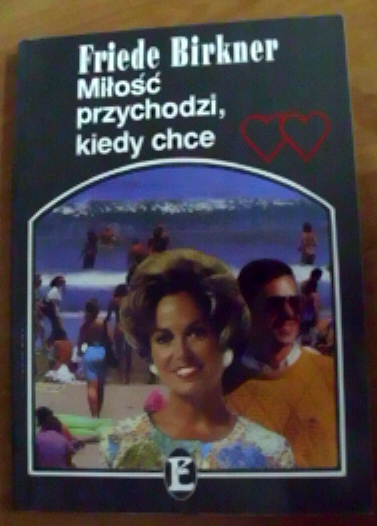 Friede Birkner
Miłość
przychodzi,
kiedy chce
E